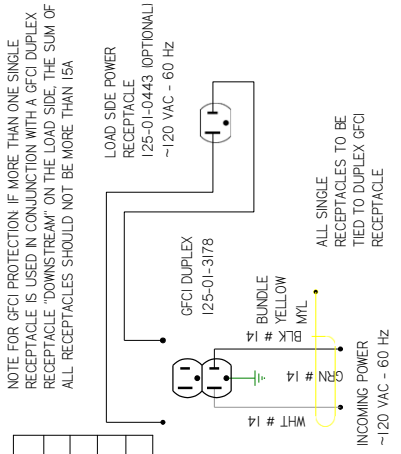 NOTE FOR GFCI PROTECTION IF MORE THAN ONE SINGLE
RECEPTACLE IS USED IN CONJUNCTION WITH A GFCI DUPLEX
RECEPTACLE "DOWNSTREAM" ON THE LOAD SIDE, THE SUM OF
ALL RECEPTACLES SHOULD NOT BE MORE THAN 15A
LOAD SIDE POWER
RECEPTACLE
125-01-0443 (OPTIONAL)
~120 VAC - 60 Hz
GFCI DUPLEX
125-01-3178
BUNDLE
YELLOW
MYL
ALL SINGLE
RECEPTACLES TO BE
TIED TO DUPLEX GFCI
RECEPTACLE
WHT # 14
GRN # 14
BLK # 14
INCOMING POWER
~120 VAC - 60 Hz